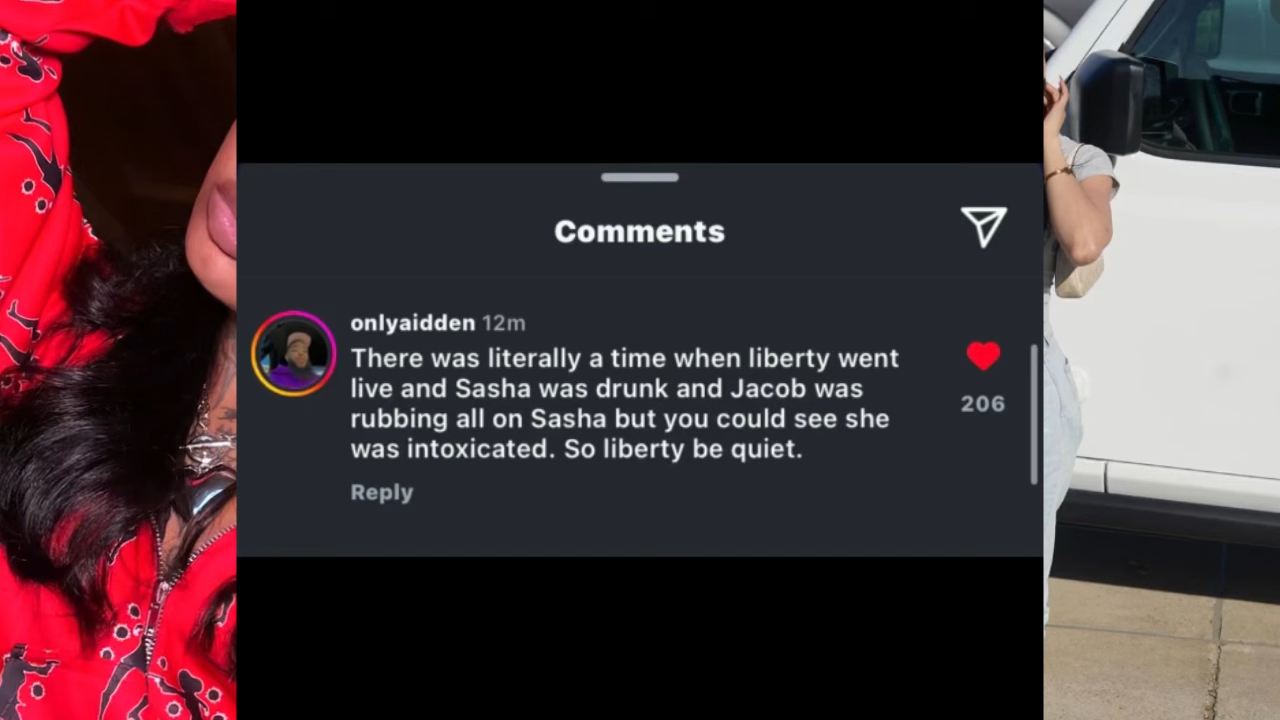 Comments
onlyaidden 12m
There was literally a time when liberty went
live and Sasha was drunk and Jacob was
rubbing all on Sasha but you could see she
was intoxicated. So liberty be quiet.
206
Reply